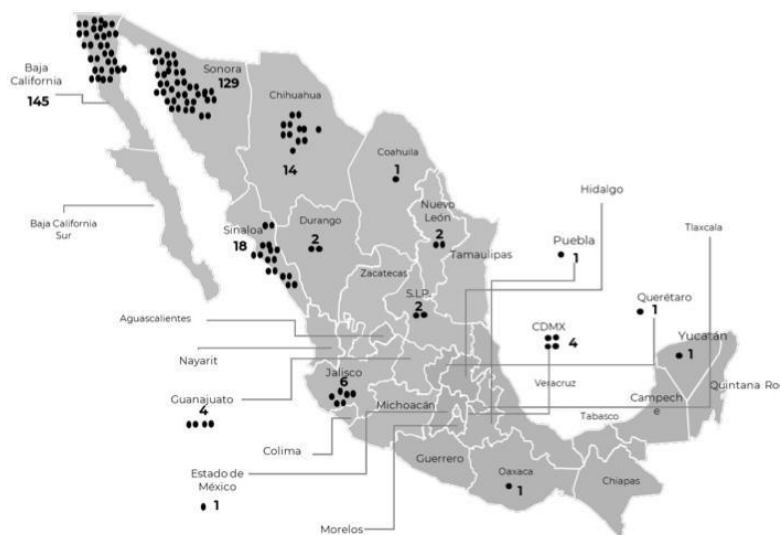 Baja
California
145
Sonora
129
Chihuahua
14
Coahuila
1
Hidalgo
Nuevo
León
2
Baja California
Sur
Sinaloa
18
Durango
2
Tamaulipas
Puebla
1
Tlaxcala
Zacatecas
S.L.P.
2
Querétaro
1
Aguascalientes
CDMX
4
Yucatán
1
Nayarit
Jalisco
6
Guanajuato
4
Michoacán
Veracruz
Campech
e
Quintana Ro
Tabasco
Colima
Estado de
México
1
Guerrero
Oaxaca
1
Chiapas
Morelos